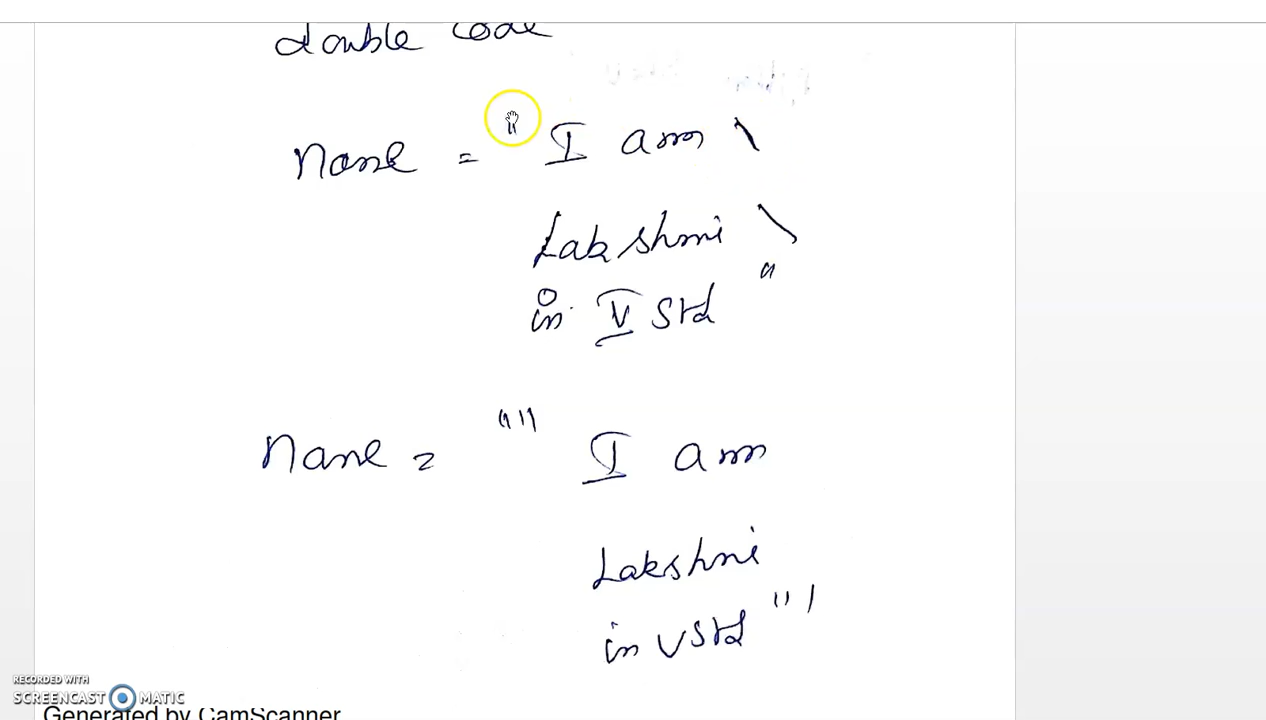 double code
Name = " I am \
Lakshmi \
in V Std "
Name = """ I am
Lakshmi
in V Std """
RECORDED WITH
SCREENCAST MATIC
Generated by CamScanner